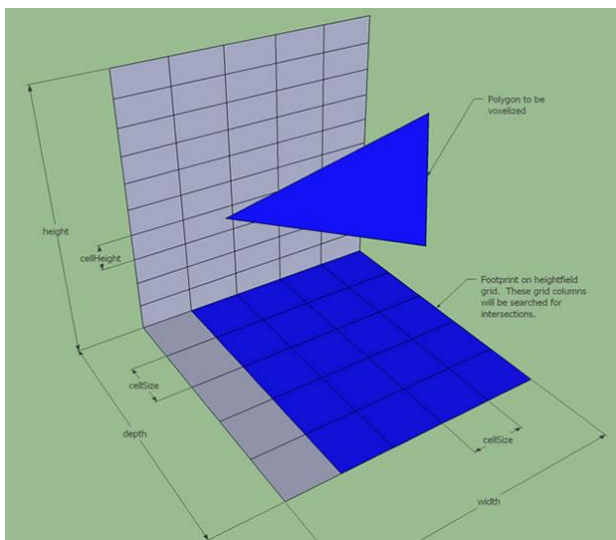 Polygon to be
voxelized
height
cellHeight
Footprint on heightfield
grid. These grid columns
will be searched for
intersections.
cellSize
depth
cellSize
width